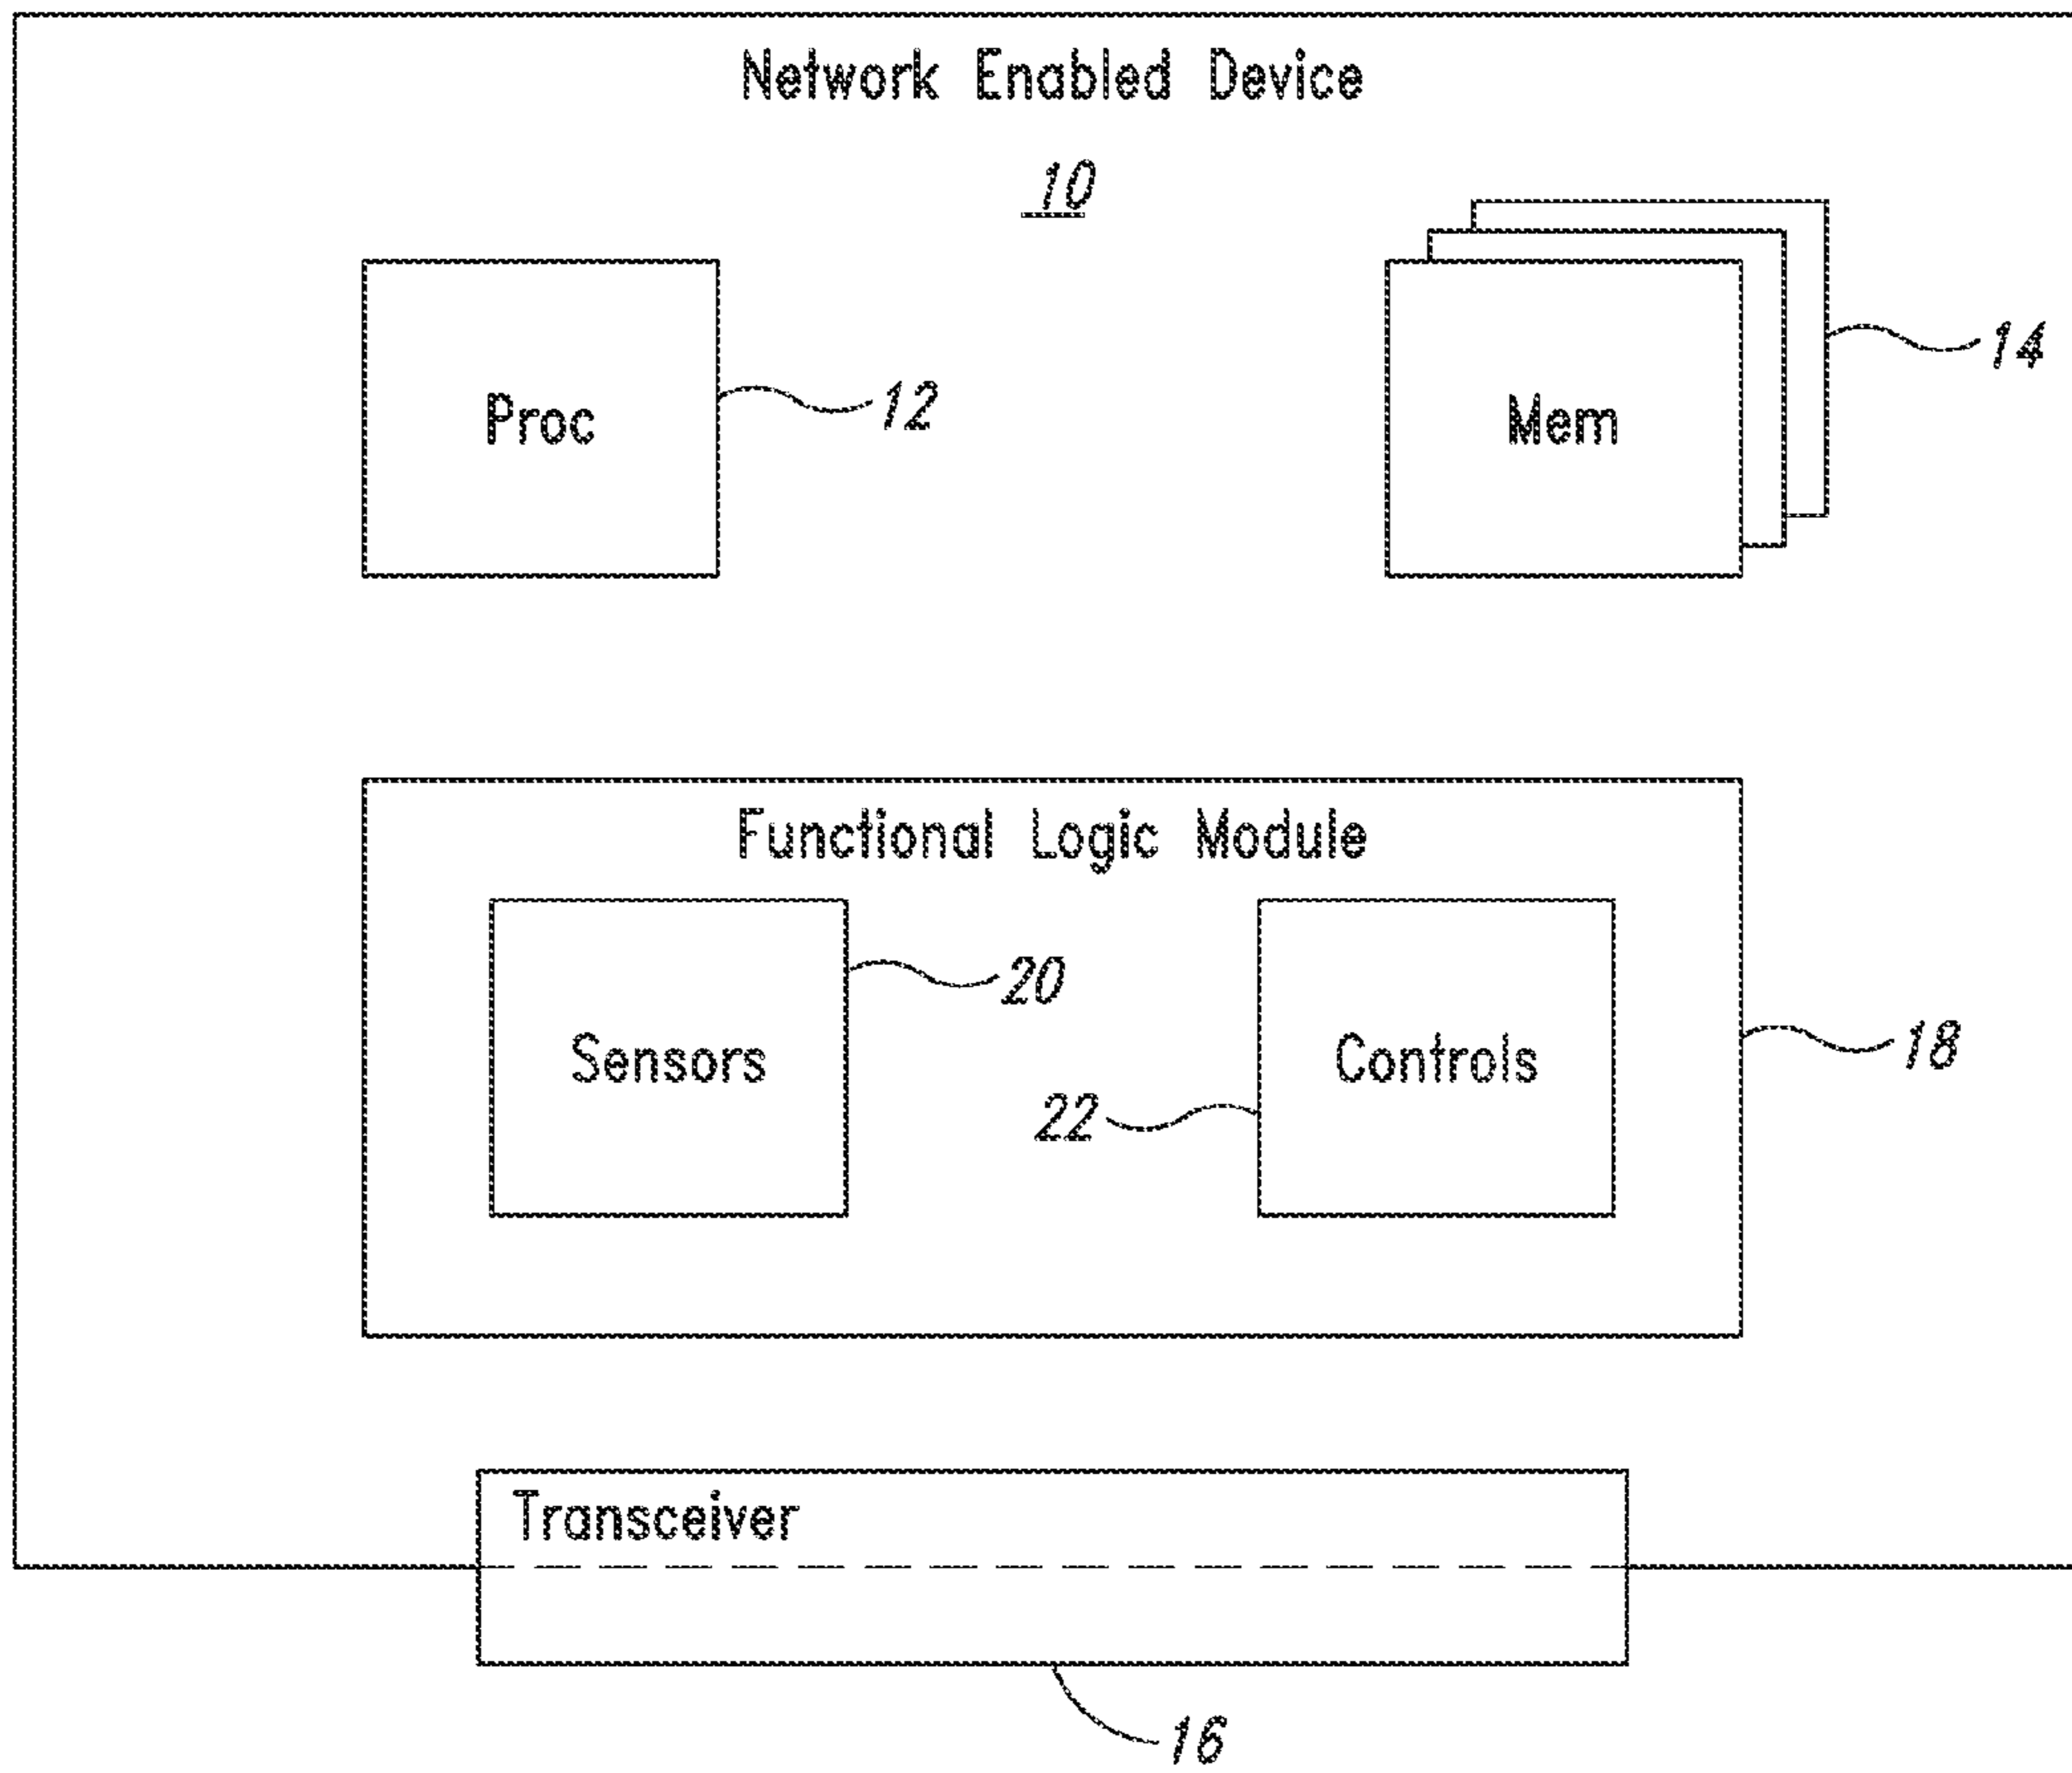 Network Enabled Device
10
Proc
12
Mem
14
Functional Logic Module
Sensors
20
Controls
22
18
Transceiver
16